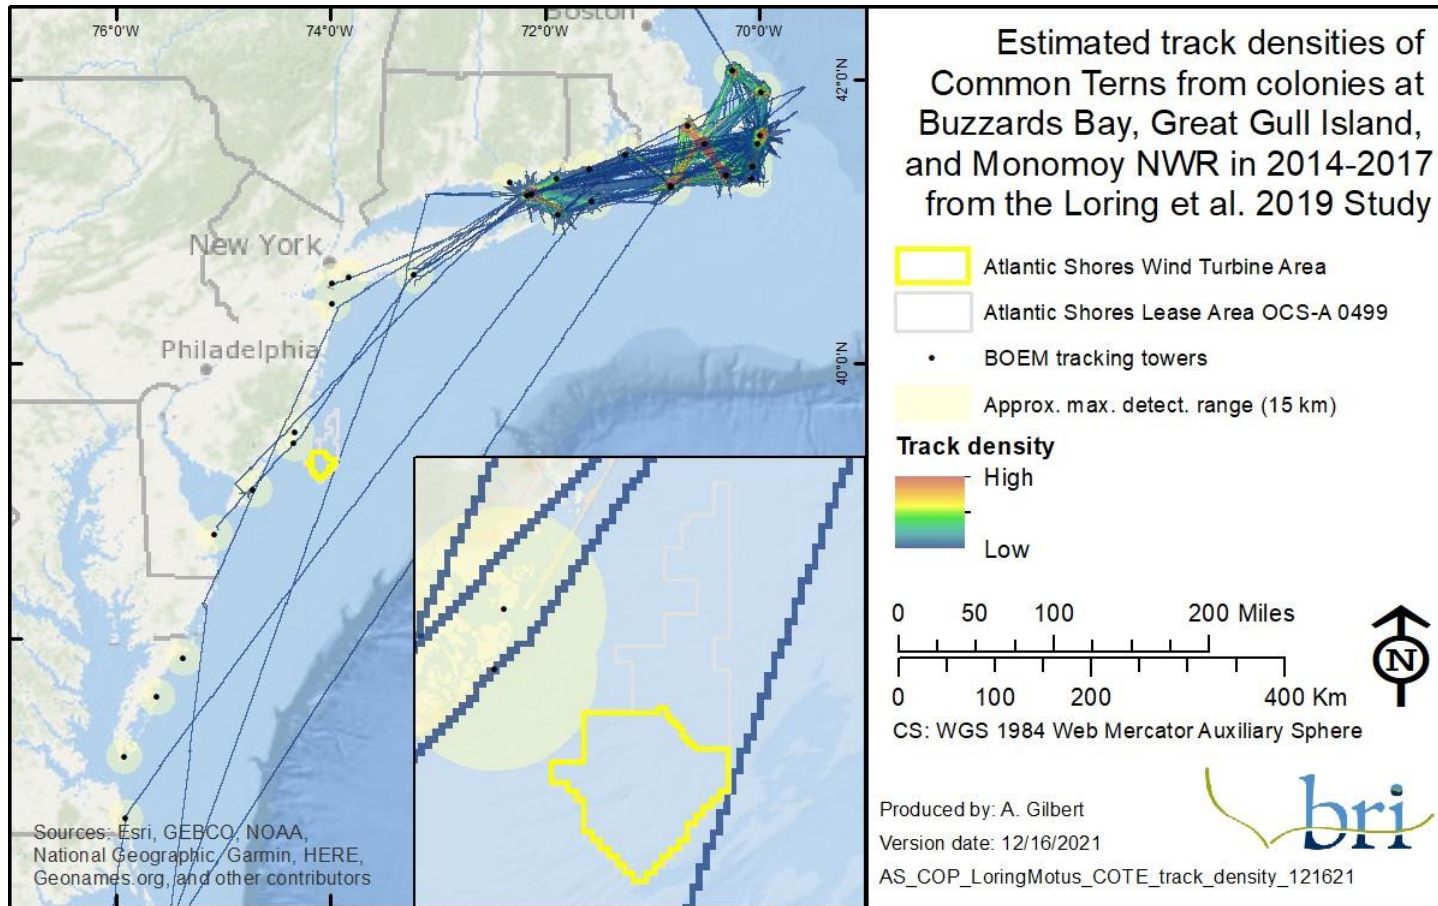 76°0'0"W
74°0'0"W
72°0'0"W
70°0'0"W
Boston
42°0'N
New York
Philadelphia
40°0'N
Sources: Esri, GEBCO, NOAA,
National Geographic, Garmin, HERE,
Geonames.org, and other contributors
Estimated track densities of
Common Terns from colonies at
Buzzards Bay, Great Gull Island,
and Monomoy NWR in 2014-2017
from the Loring et al. 2019 Study
Atlantic Shores Wind Turbine Area
Atlantic Shores Lease Area OCS-A 0499
BOEM tracking towers
Approx. max. detect. range (15 km)
Track density
High
Low
0 50 100 200 Miles
0 100 200 400 Km
N
CS: WGS 1984 Web Mercator Auxiliary Sphere
Produced by: A. Gilbert
Version date: 12/16/2021
AS_COP_LoringMotus_COTE_track_density_121621
bri